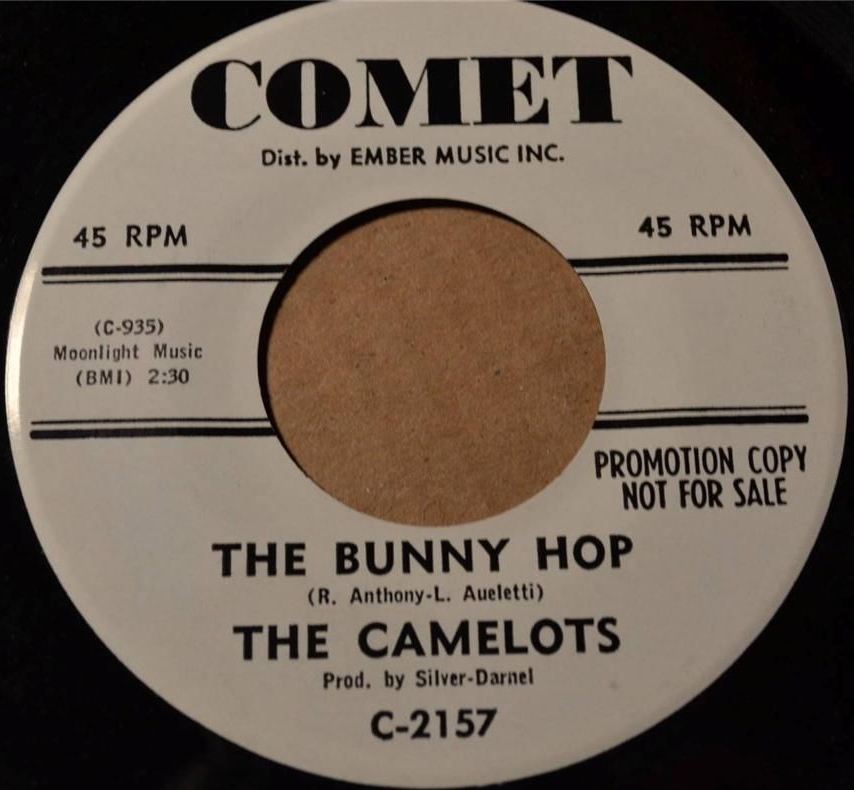 COMET
Dist. by EMBER MUSIC INC.
45 RPM
45 RPM
(C-935)
Moonlight Music
(BMI) 2:30
PROMOTION COPY
NOT FOR SALE
THE BUNNY HOP
(R. Anthony-L. Aueletti)
THE CAMELOTS
Prod. by Silver-Darnel
C-2157